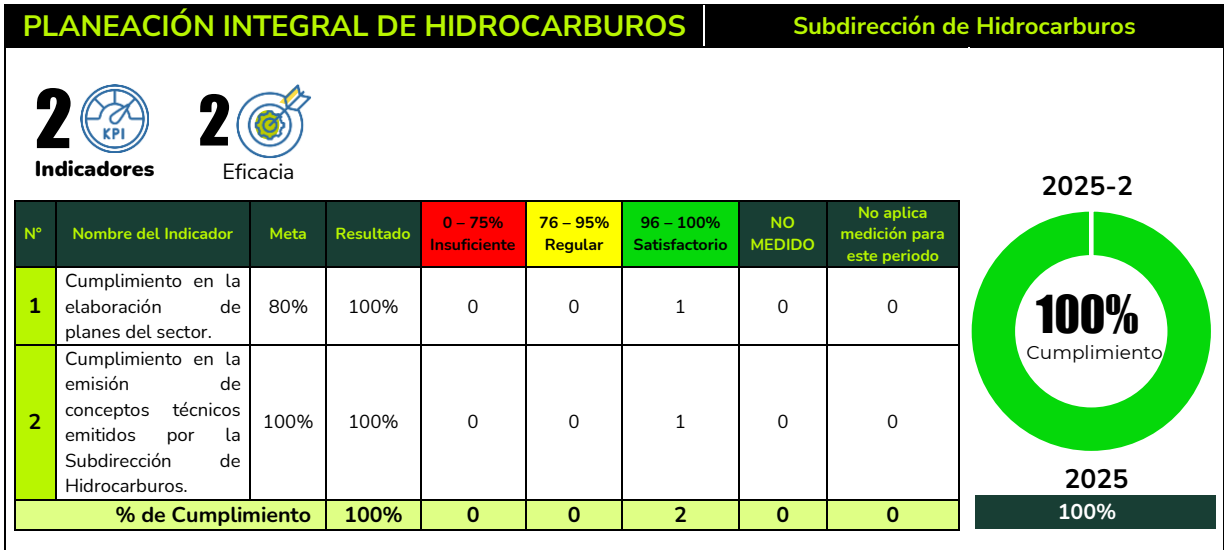 PLANEACIÓN INTEGRAL DE HIDROCARBUROS
Subdirección de Hidrocarburos
2
KPI
Indicadores
2
Eficacia
N°
Nombre del Indicador
Meta
Resultado
0 – 75%
Insuficiente
76 – 95%
Regular
96 – 100%
Satisfactorio
NO
MEDIDO
No aplica
medición para
este periodo
1
Cumplimiento en la
elaboración de
planes del sector.
80%
100%
0
0
1
0
0
2
Cumplimiento en la
emisión de
conceptos técnicos
emitidos por la
Subdirección de
Hidrocarburos.
100%
100%
0
0
1
0
0
% de Cumplimiento
100%
0
0
2
0
0
2025-2
100%
Cumplimiento
2025
100%